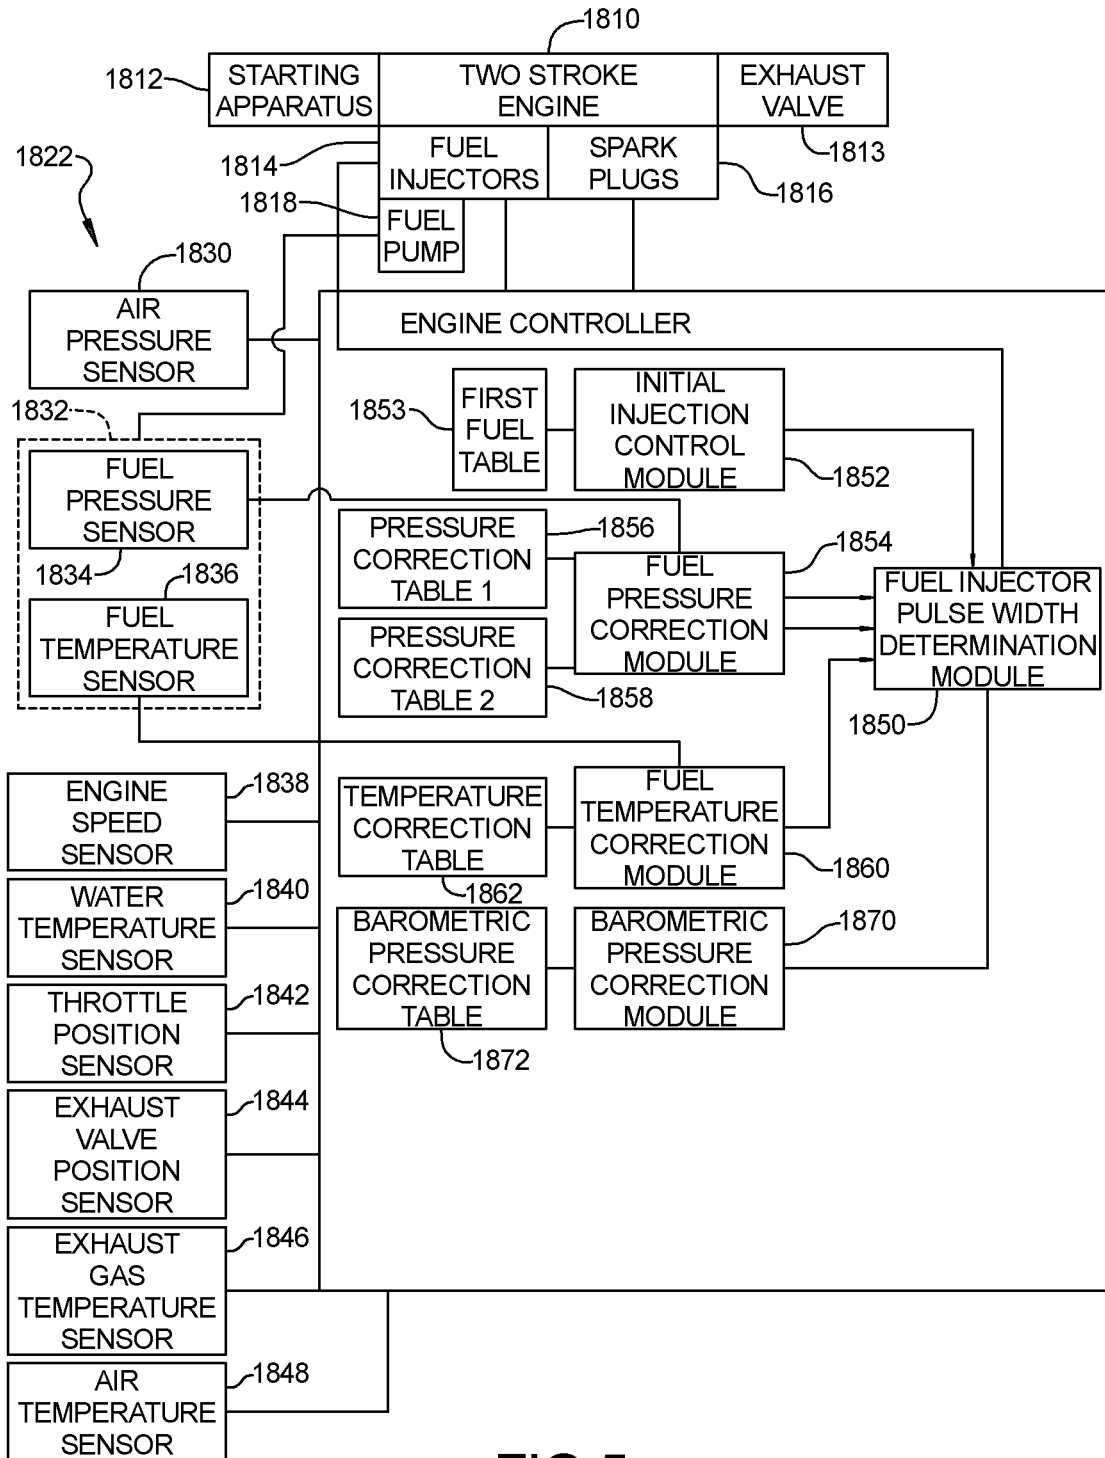 1810
1812
STARTING
APPARATUS
TWO STROKE
ENGINE
EXHAUST
VALVE
1813
1814
FUEL
INJECTORS
SPARK
PLUGS
1816
1818
FUEL
PUMP
1822
1830
AIR
PRESSURE
SENSOR
ENGINE CONTROLLER
1832
FUEL
PRESSURE
SENSOR
1834
1836
FUEL
TEMPERATURE
SENSOR
1853
FIRST
FUEL
TABLE
INITIAL
INJECTION
CONTROL
MODULE
1852
PRESSURE
CORRECTION
TABLE 1
1856
FUEL
PRESSURE
CORRECTION
MODULE
1854
PRESSURE
CORRECTION
TABLE 2
1858
FUEL INJECTOR
PULSE WIDTH
DETERMINATION
MODULE
1850
ENGINE
SPEED
SENSOR
1838
TEMPERATURE
CORRECTION
TABLE
1862
FUEL
TEMPERATURE
CORRECTION
MODULE
1860
WATER
TEMPERATURE
SENSOR
1840
BAROMETRIC
PRESSURE
CORRECTION
TABLE
1872
BAROMETRIC
PRESSURE
CORRECTION
MODULE
1870
THROTTLE
POSITION
SENSOR
1842
EXHAUST
VALVE
POSITION
SENSOR
1844
EXHAUST
GAS
TEMPERATURE
SENSOR
1846
AIR
TEMPERATURE
SENSOR
1848